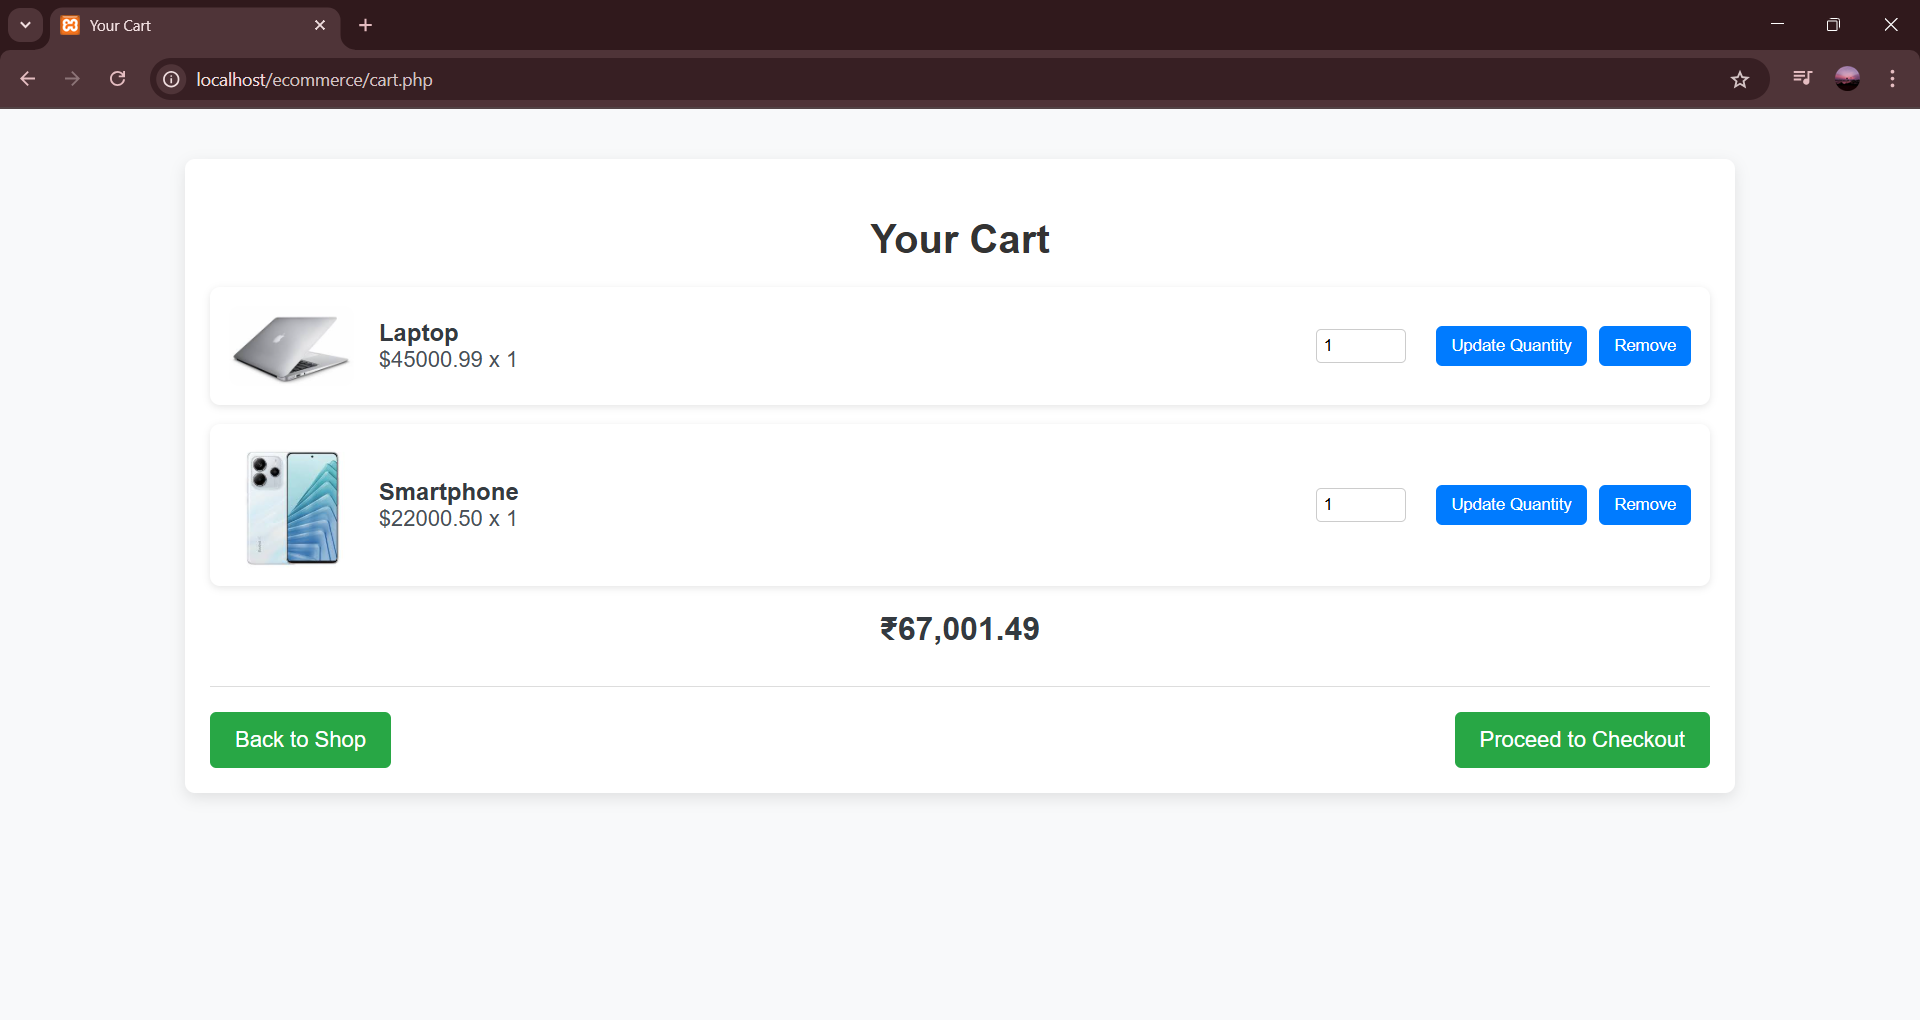 Your Cart
localhost/ecommerce/cart.php
Your Cart
Laptop
$45000.99 x 1
1
Update Quantity
Remove
Smartphone
$22000.50 x 1
1
Update Quantity
Remove
₹67,001.49
Back to Shop
Proceed to Checkout